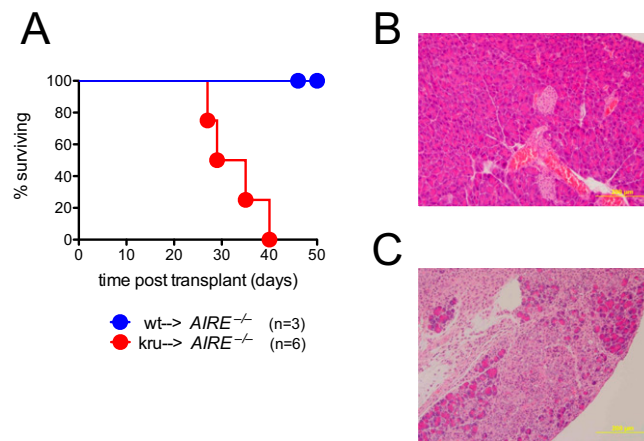 A
B
% surviving
100
80
60
40
20
0
0 10 20 30 40 50
time post transplant (days)
wt--> AIRE−/− (n=3)
kru--> AIRE−/− (n=6)
C